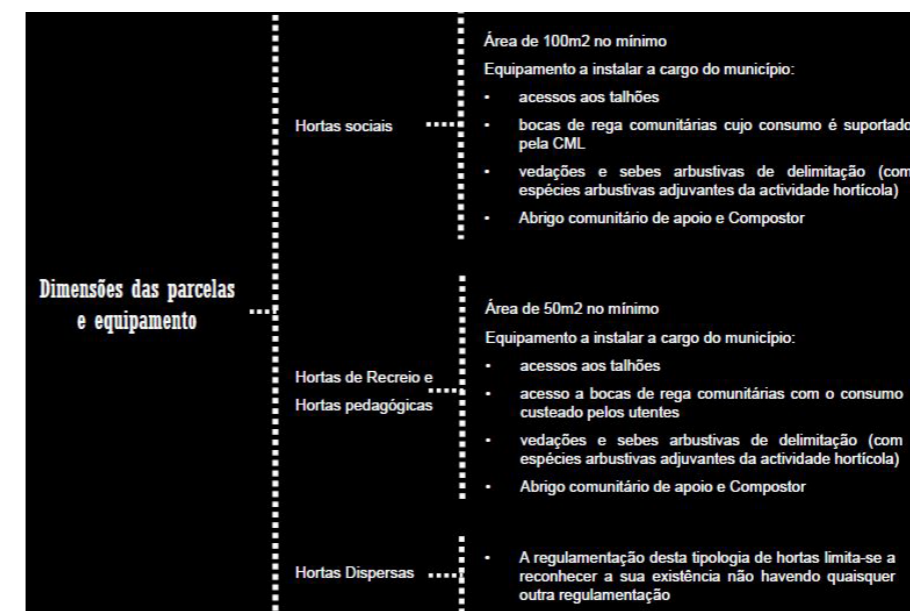 Dimensões das parcelas
e equipamento
Hortas sociais
Área de 100m2 no mínimo
Equipamento a instalar a cargo do município:
• acessos aos talhões
• bocas de rega comunitárias cujo consumo é suportado
pela CML
• vedações e sebes arbustivas de delimitação (com
espécies arbustivas adjuvantes da actividade hortícola)
• Abrigo comunitário de apoio e Compostor
Hortas de Recreio e
Hortas pedagógicas
Área de 50m2 no mínimo
Equipamento a instalar a cargo do município:
• acessos aos talhões
• acesso a bocas de rega comunitárias com o consumo
custeado pelos utentes
• vedações e sebes arbustivas de delimitação (com
espécies arbustivas adjuvantes da actividade hortícola)
• Abrigo comunitário de apoio e Compostor
Hortas Dispersas
• A regulamentação desta tipologia de hortas limita-se a
reconhecer a sua existência não havendo quaisquer
outra regulamentação